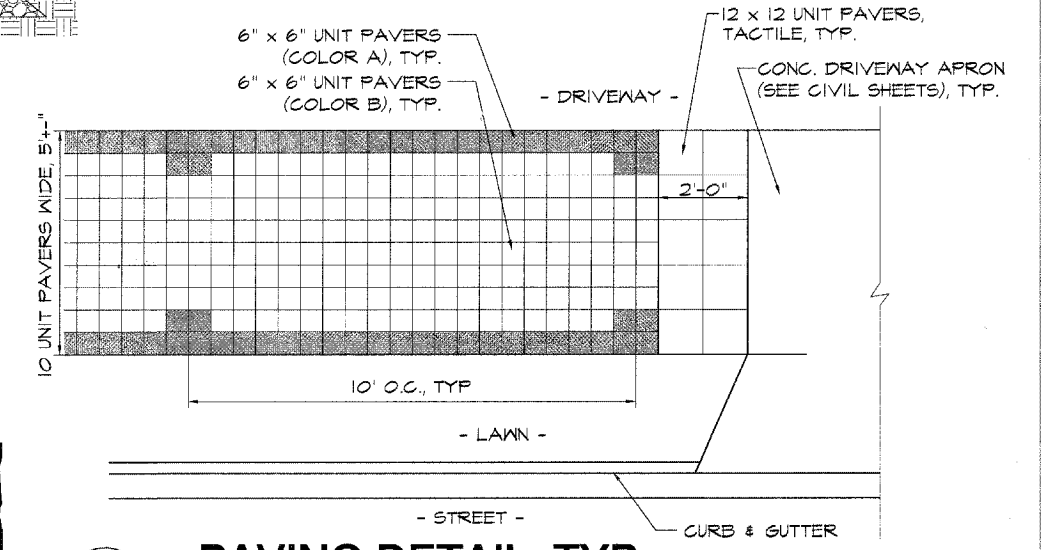 6" x 6" UNIT PAVERS
(COLOR A), TYP.
6" x 6" UNIT PAVERS
(COLOR B), TYP.
- DRIVEWAY -
12 x 12 UNIT PAVERS,
TACTILE, TYP.
CONC. DRIVEWAY APRON
(SEE CIVIL SHEETS), TYP.
10 UNIT PAVERS WIDE, 5'+-"
2'-0"
10' O.C., TYP
- LAWN -
- STREET -
CURB & GUTTER
PAVING DETAIL, TYP.